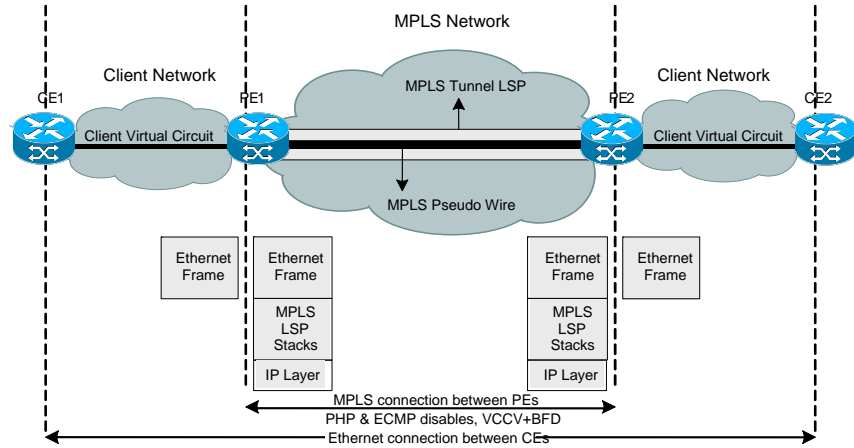 MPLS Network
Client Network
Client Network
CE1
PE1
MPLS Tunnel LSP
PE2
CE2
Client Virtual Circuit
Client Virtual Circuit
MPLS Pseudo Wire
Ethernet
Frame
Ethernet
Frame
Ethernet
Frame
Ethernet
Frame
MPLS
LSP
Stacks
MPLS
LSP
Stacks
IP Layer
IP Layer
MPLS connection between PEs
PHP & ECMP disables, VCCV+BFD
Ethernet connection between CEs